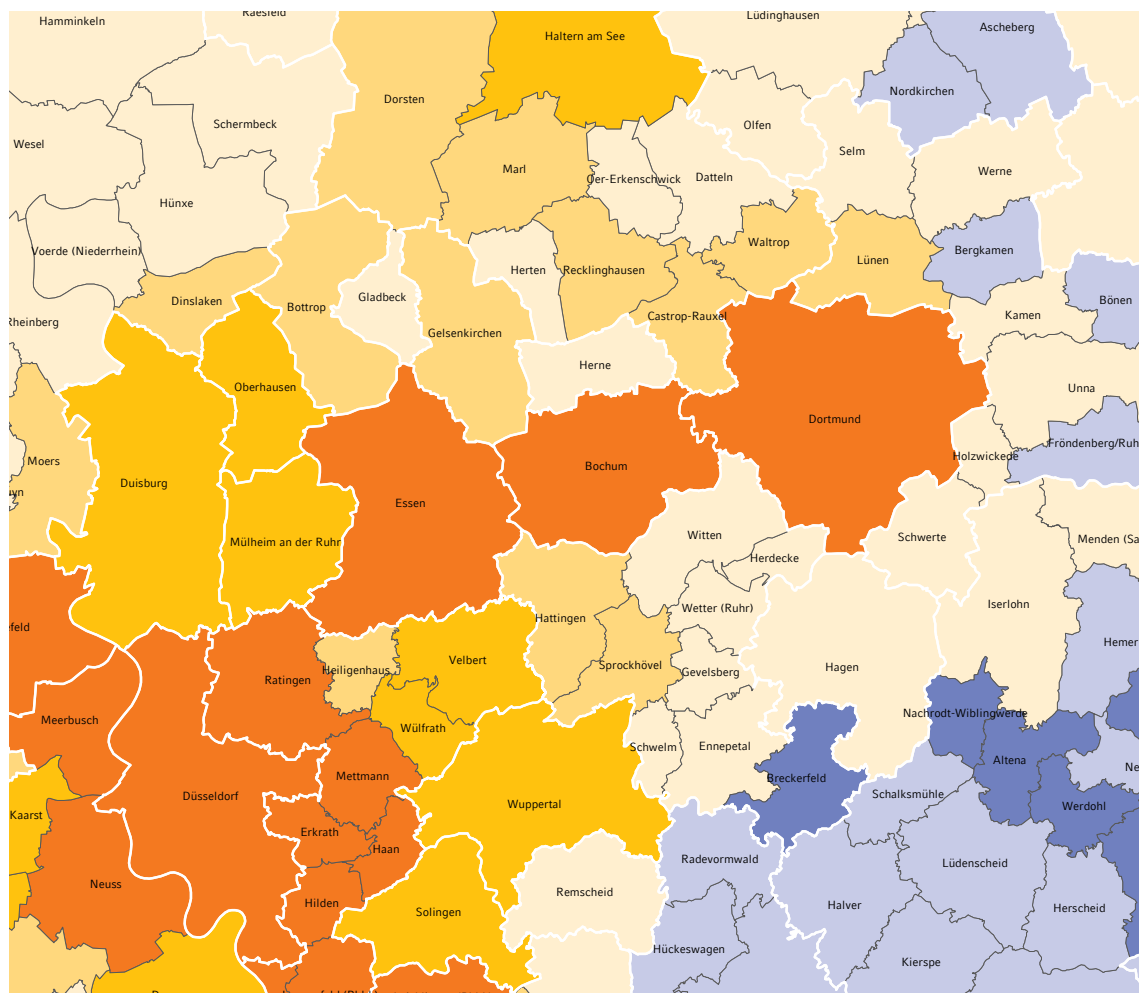 Hamminkeln
Raesfeld
Haltern am See
Lüdinghausen
Ascheberg
Nordkirchen
Dorsten
Schermbeck
Olfen
Selm
Wesel
Marl
Oer-Erkenschwick
Datteln
Werne
Hünxe
Voerde (Niederrhein)
Herten
Recklinghausen
Waltrop
Lünen
Bergkamen
Dinslaken
Bottrop
Gladbeck
Bönen
Rheinberg
Gelsenkirchen
Castrop-Rauxel
Kamen
Herne
Oberhausen
Unna
Dortmund
Fröndenberg/Ruh
Holzwickede
Moers
Bochum
Duisburg
uyn
Essen
Mülheim an der Ruhr
Witten
Schwerte
Menden (Sa
Herdecke
Wetter (Ruhr)
Iserlohn
Hattingen
efeld
Hemer
Velbert
Sprockhövel
Heiligenhaus
Ratingen
Gevelsberg
Hagen
Meerbusch
Wülfrath
Nachrodt-Wiblingwerde
Schwelm
Ennepetal
Altena
Ne
Mettmann
Breckerfeld
Düsseldorf
Schalksmühle
Wuppertal
Werdohl
Kaarst
Erkrath
Haan
Radevormwald
Lüdenscheid
Neuss
Remscheid
Hilden
Solingen
Halver
Herscheid
Hückeswagen
Kierspe